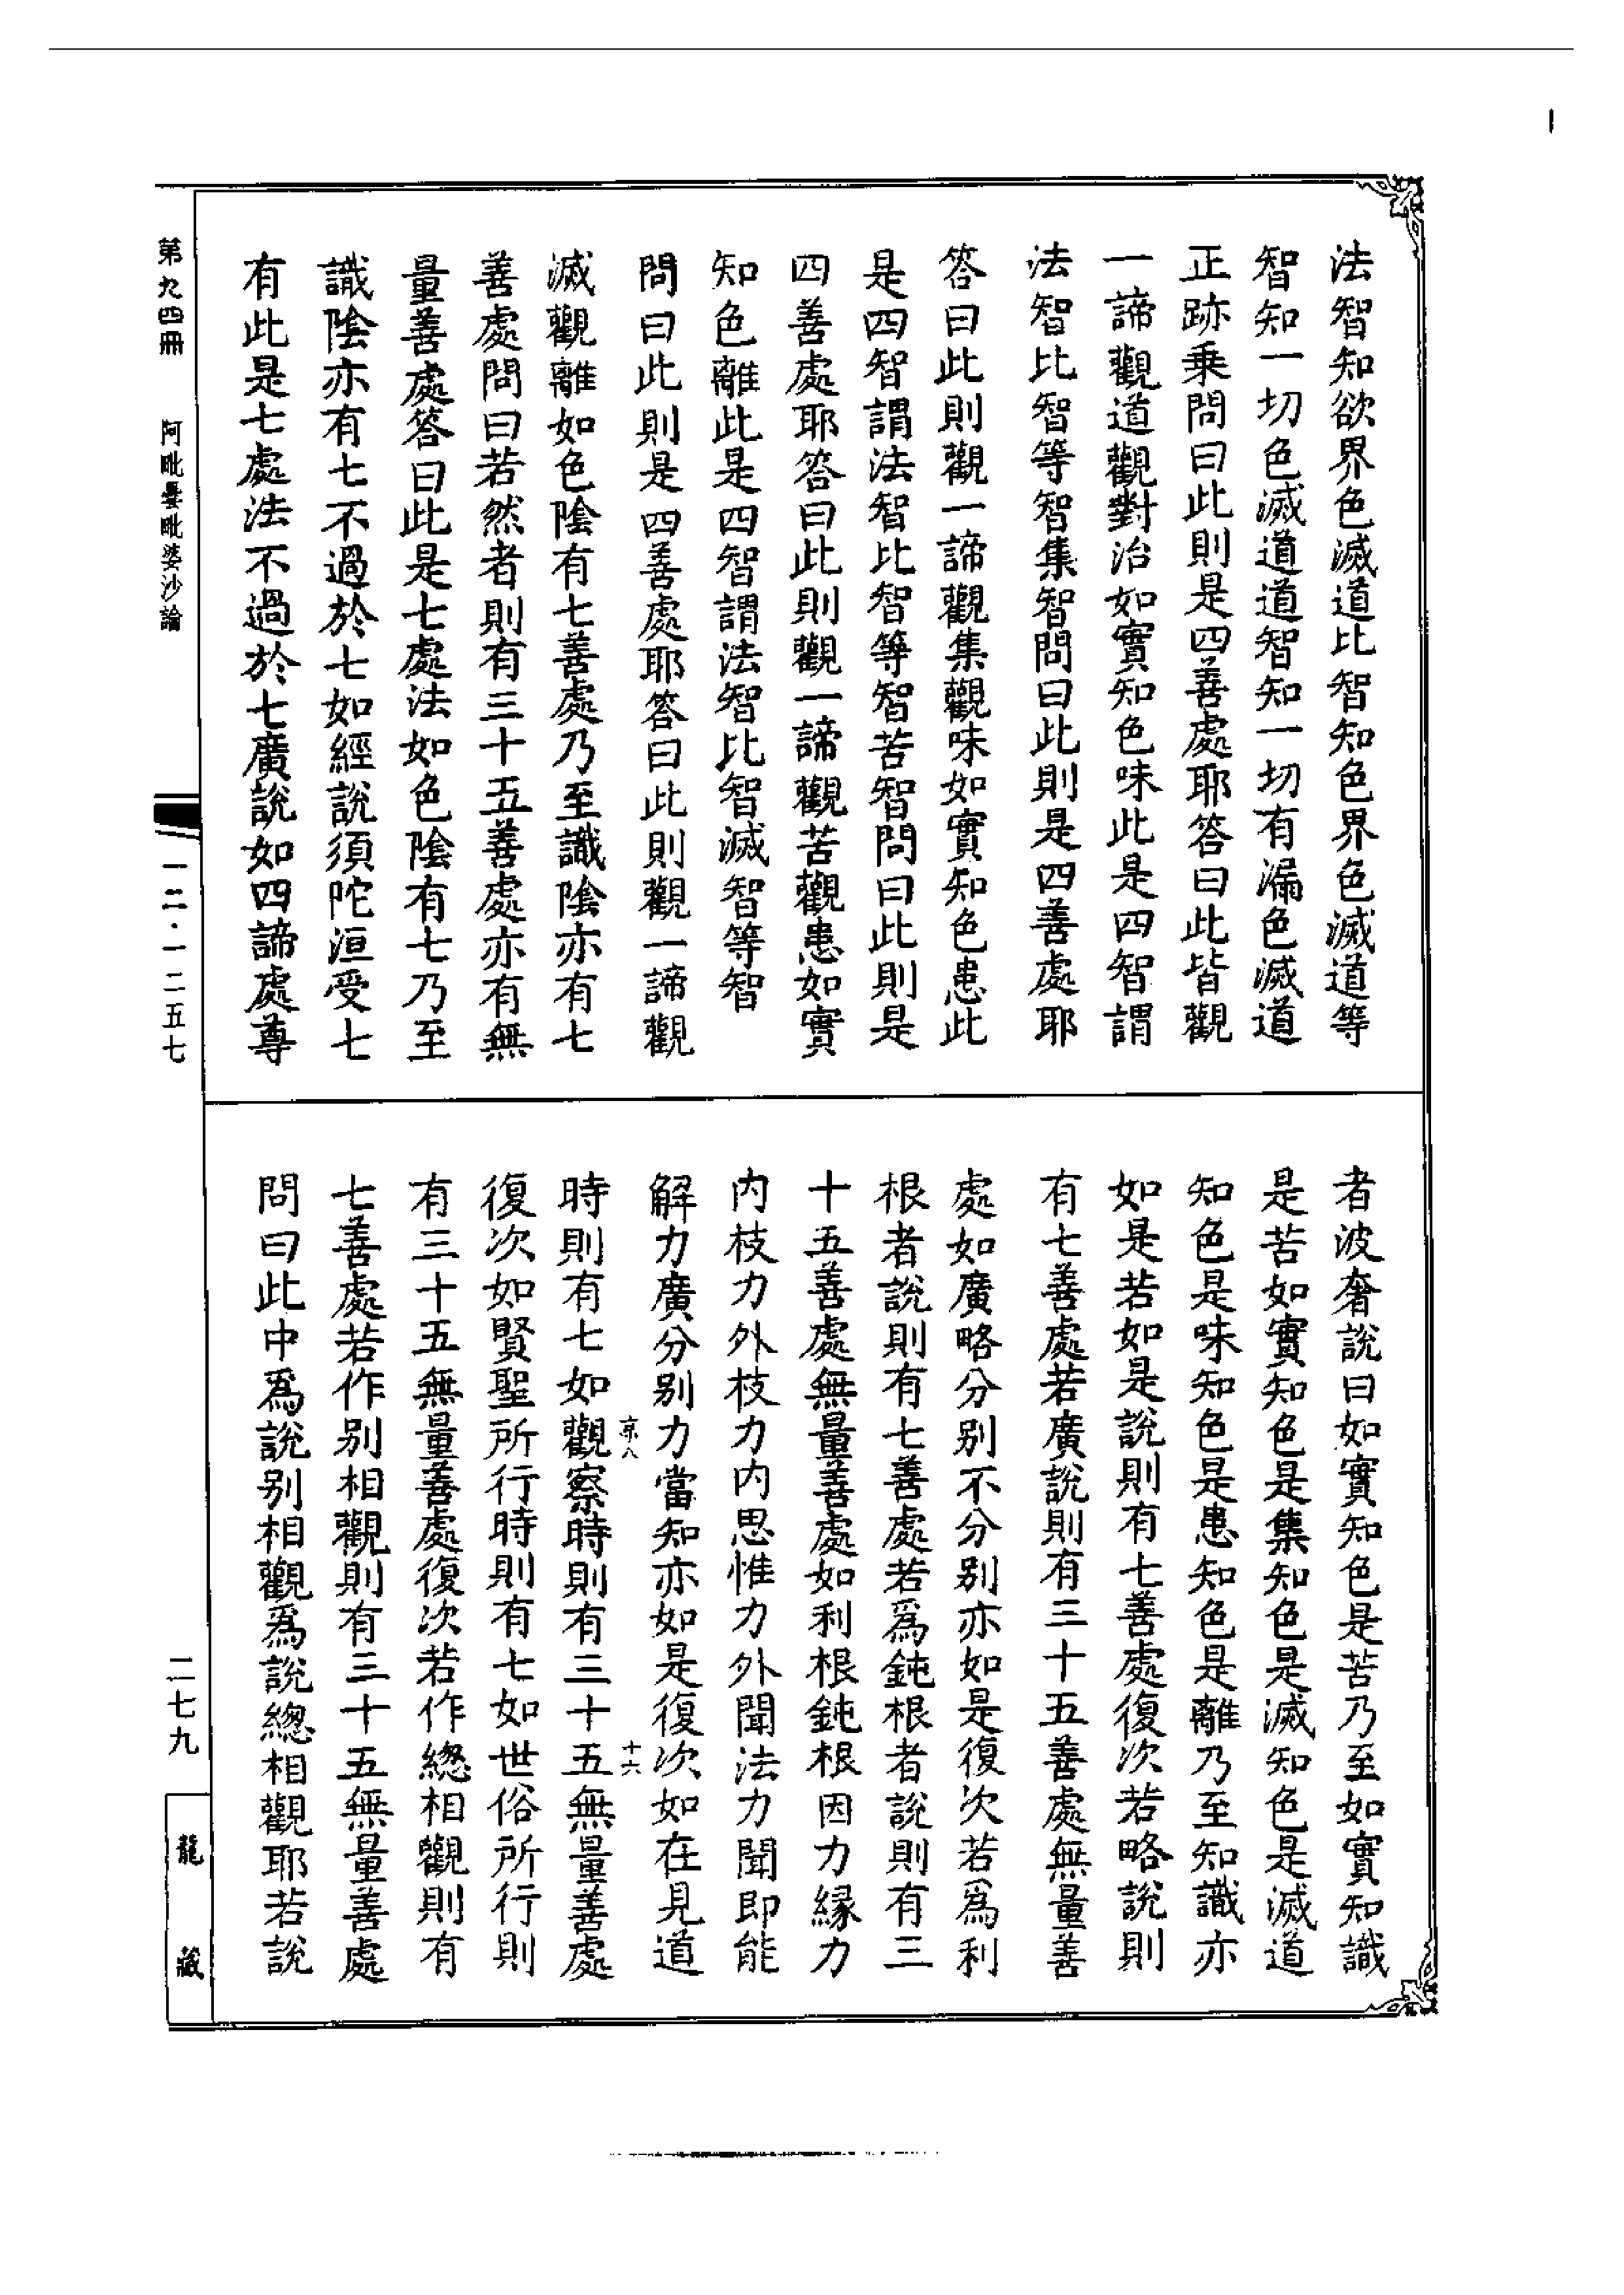 法智知欲界色滅道比智知色界色滅道等
智知一切色滅道道智知一切有漏色滅道
正跡乘問曰此則是四善處耶答曰此皆觀
一諦觀道觀對治如實知色味此是四智謂
法智比智等智集智問曰此則是四善處耶
答曰此則觀一諦觀集觀味如實知色患此
是四智謂法智比智等智苦智問曰此則是
四善處耶答曰此則觀一諦觀苦觀患如實
知色離此是四智謂法智比智滅智等智
問曰此則是四善處耶答曰此則觀一諦觀
滅觀離如色陰有七善處乃至識陰亦有七
善處問曰若然者則有三十五善處亦有無
量善處答曰此是七處法如色陰有七乃至
識陰亦有七不過於七如經說須陀洹受七
有此是七處法不過於七廣說如四諦處尊
者波奢說曰如實知色是苦乃至如實知識
是苦如實知色是集知色是滅知色是滅道
知色是味知色是患知色是離乃至知識亦
如是若如是說則有七善處復次若略說則
有七善處若廣說則有三十五善處無量善
處如廣略分別不分別亦如是復次若為利
根者說則有七善處若為鈍根者說則有三
十五善處無量善處如利根鈍根因力緣力
內枝力外枝力內思惟力外聞法力聞即能
解力廣分別力當知亦如是復次如在見道
京八
十六
時則有七如觀察時則有三十五無量善處
復次如賢聖所行時則有七如世俗所行則
有三十五無量善處復次若作總相觀則有
七善處若作別相觀則有三十五無量善處
問曰此中為說別相觀為說總相觀耶若說
第九四冊
阿毗曇毗婆沙論
一二·一二五七
二七九
龍藏